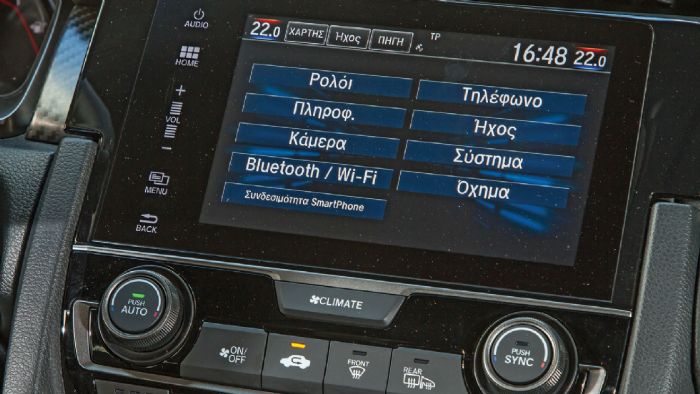 AUDIO
HOME
+
VOL
-
MENU
BACK
22.0 ΧΑΡΤΗΣ Ήχος ΠΗΓΗ TP 16:48 22.0
Ρολόι Τηλέφωνο
Πληροφ. Ήχος
Κάμερα Σύστημα
Bluetooth / Wi-Fi Όχημα
Συνδεσιμότητα SmartPhone
CLIMATE
PUSH
AUTO
ON/
OFF
FRONT
REAR
PUSH
SYNC